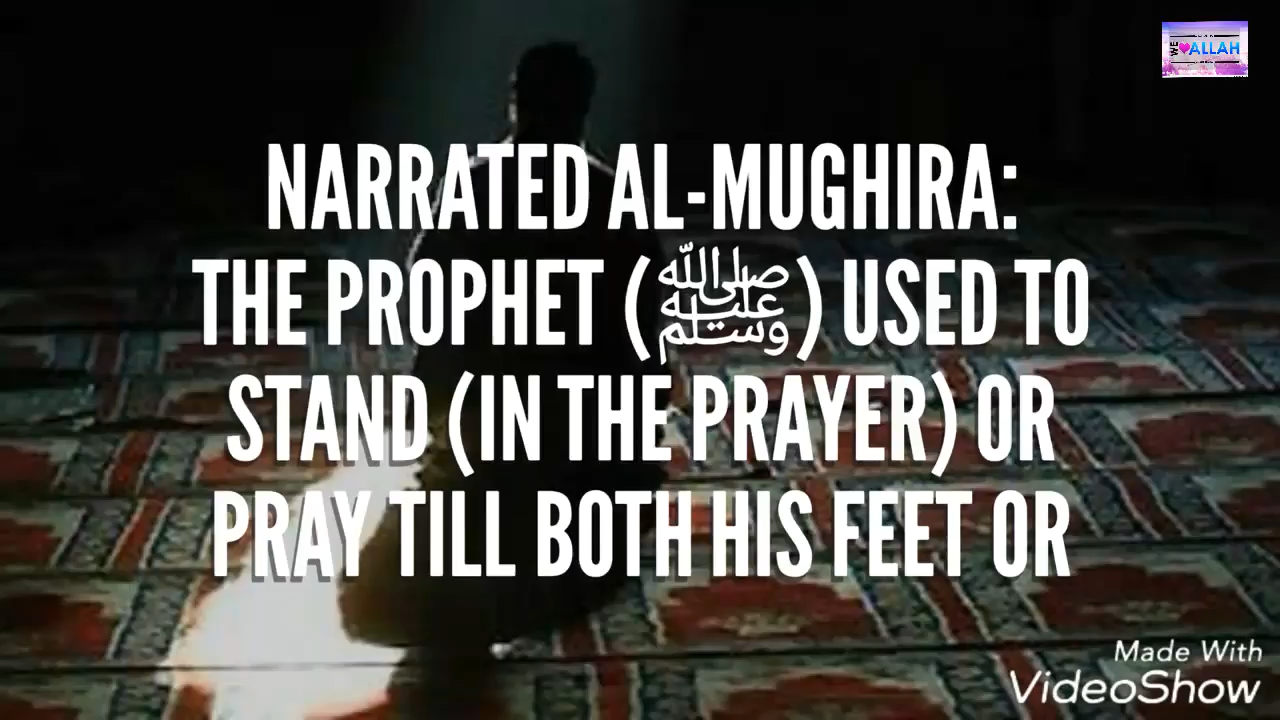 WE ALLAH
NARRATED AL-MUGHIRA:
THE PROPHET (ﷺ) USED TO
STAND (IN THE PRAYER) OR
PRAY TILL BOTH HIS FEET OR
Made With
VideoShow